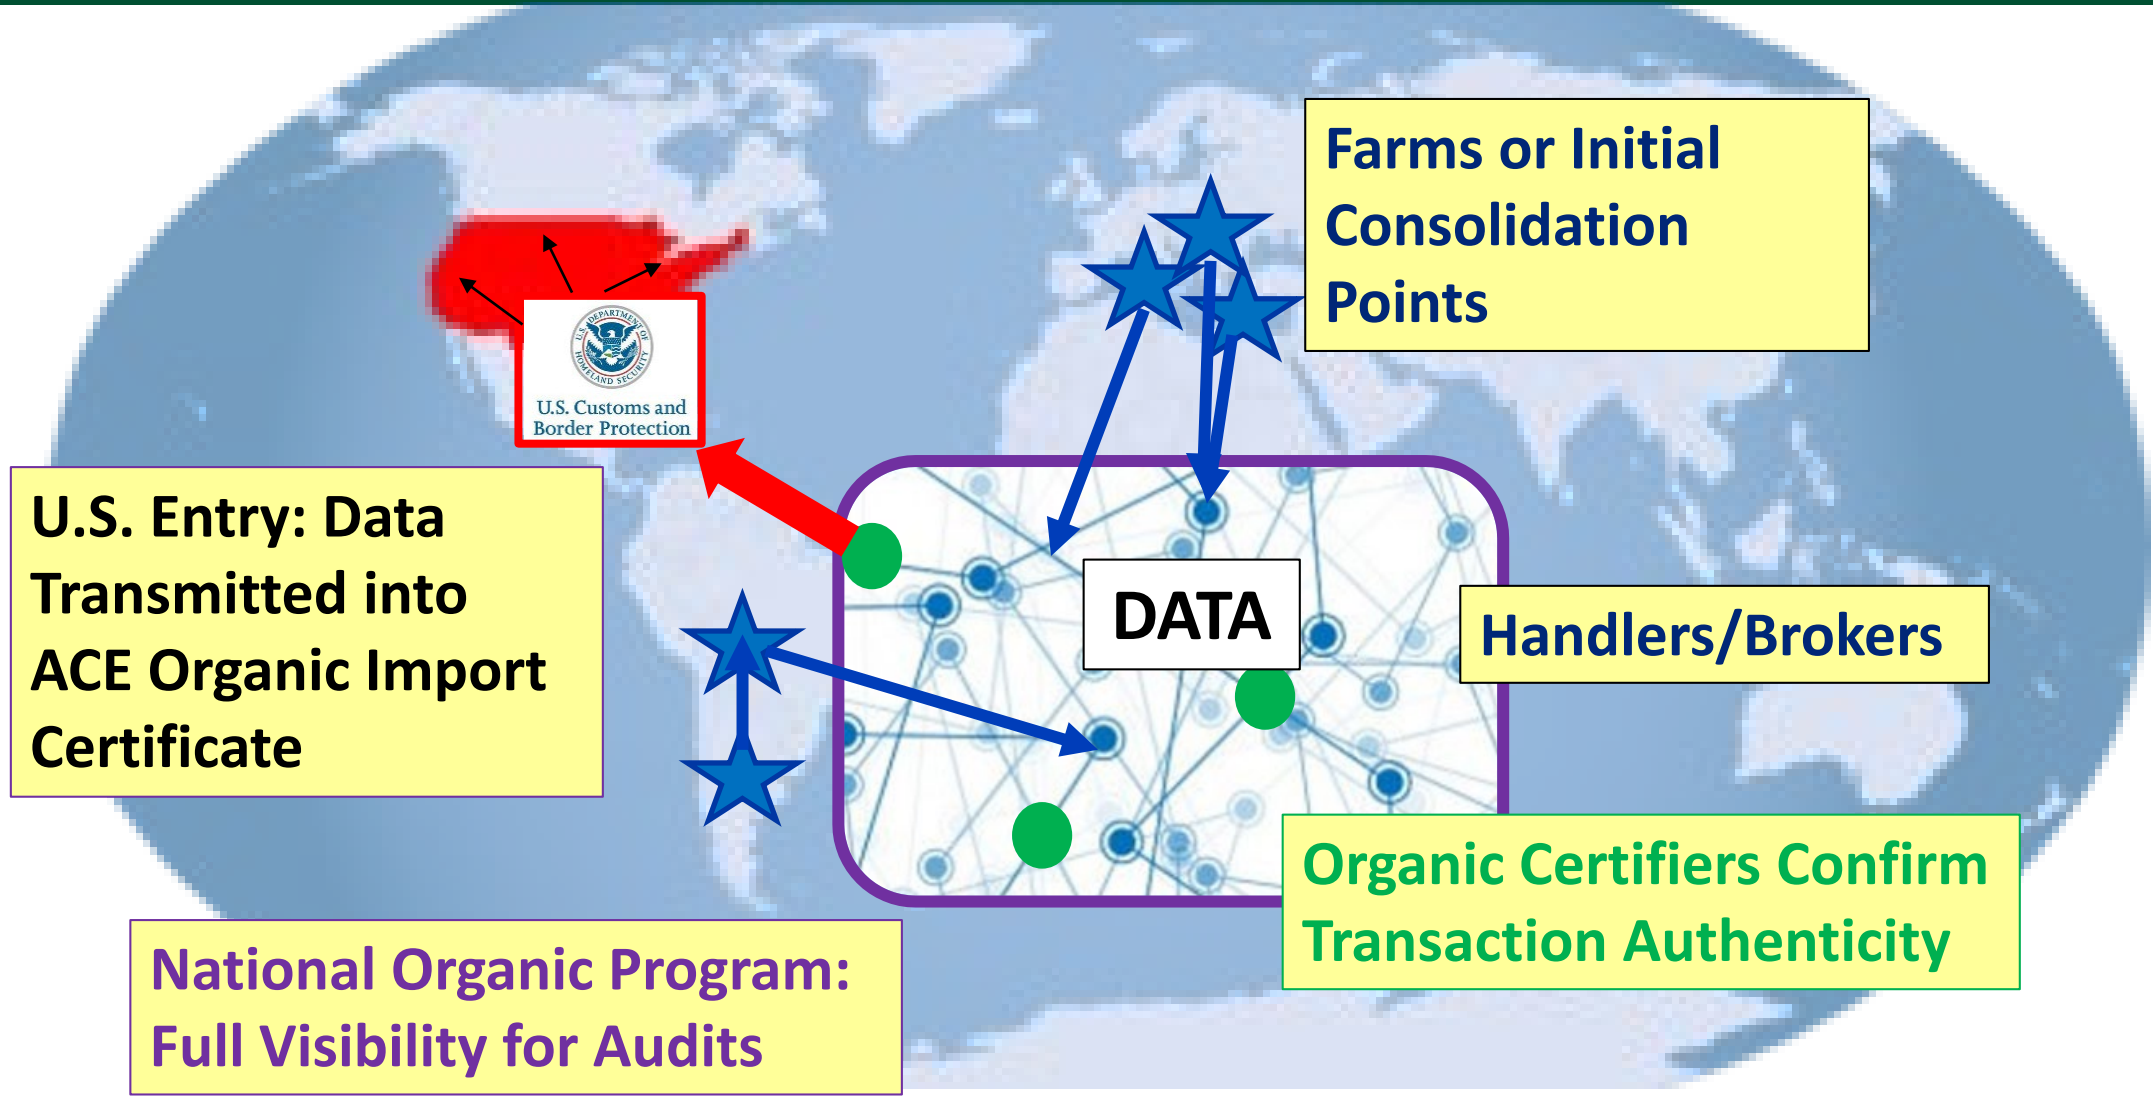 Farms or Initial
Consolidation
Points
U.S. DEPARTMENT OF
HOMELAND SECURITY
U.S. Customs and
Border Protection
U.S. Entry: Data
Transmitted into
ACE Organic Import
Certificate
DATA
Handlers/Brokers
Organic Certifiers Confirm
Transaction Authenticity
National Organic Program:
Full Visibility for Audits